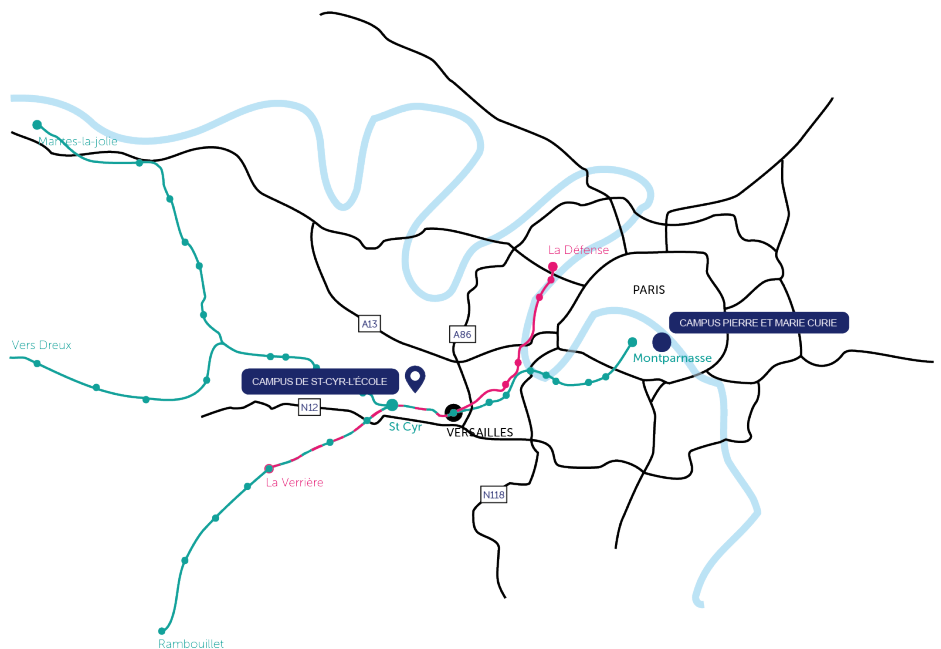 Mantes-la-jolie
La Défense
PARIS
A13
A86
CAMPUS PIERRE ET MARIE CURIE
Vers Dreux
Montparnasse
CAMPUS DE ST-CYR-L'ÉCOLE
N12
St Cyr
VERSAILLES
La Verrière
N118
Rambouillet